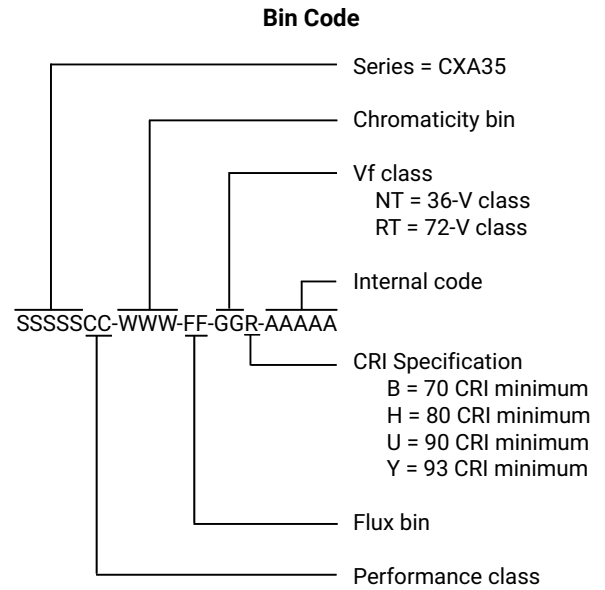 Bin Code
Series = CXA35
Chromaticity bin
Vf class
NT = 36-V class
RT = 72-V class
Internal code
SSSSSCC-WWW-FF-GGR-AAAAA
CRI Specification
B = 70 CRI minimum
H = 80 CRI minimum
U = 90 CRI minimum
Y = 93 CRI minimum
Flux bin
Performance class